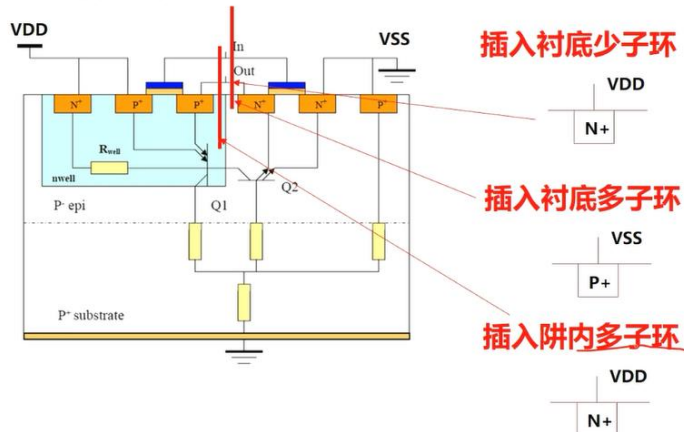 VDD
In
Out
VSS
N⁺
P⁺
P⁺
N⁺
N⁺
P⁺
Rwell
nwell
Q1
Q2
P⁻ epi
P⁺ substrate
插入衬底少子环
VDD
N+
插入衬底多子环
VSS
P+
插入阱内多子环
VDD
N+